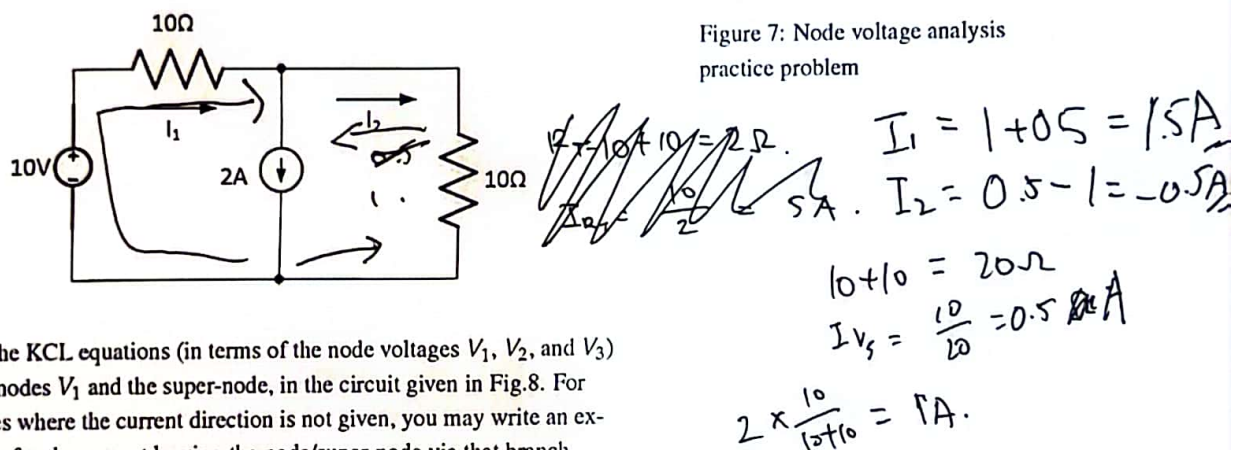 10Ω
I₁
10V
2A
I₂
0.5
1.
10Ω
Figure 7: Node voltage analysis
practice problem
I₁ = 1+05 = 1.5A
I₂ = 0.5-1=-0.5A
5A.
10+10 = 20Ω
Ivs = 10/20 = 0.5 A
2 × 10/10+10 = 1A.
he KCL equations (in terms of the node voltages V₁, V₂, and V₃)
nodes V₁ and the super-node, in the circuit given in Fig.8. For
es where the current direction is not given, you may write an ex-